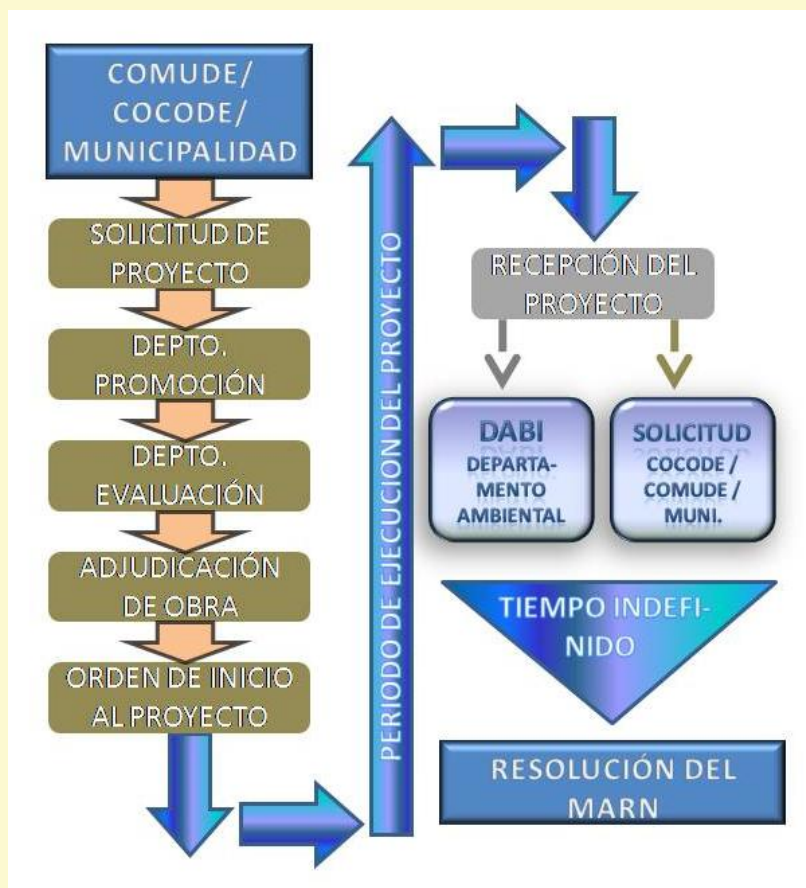 COMUDE/
COCODE/
MUNICIPALIDAD
SOLICITUD DE
PROYECTO
DEPTO.
PROMOCIÓN
DEPTO.
EVALUACIÓN
ADJUDICACIÓN
DE OBRA
ORDEN DE INICIO
AL PROYECTO
PERIODO DE EJECUCION DEL PROYECTO
RECEPCIÓN DEL
PROYECTO
DABI
DEPARTA-
MENTO
AMBIENTAL
SOLICITUD
COCODE /
COMUDE /
MUNI.
TIEMPO INDEFI-
NIDO
RESOLUCIÓN DEL
MARN